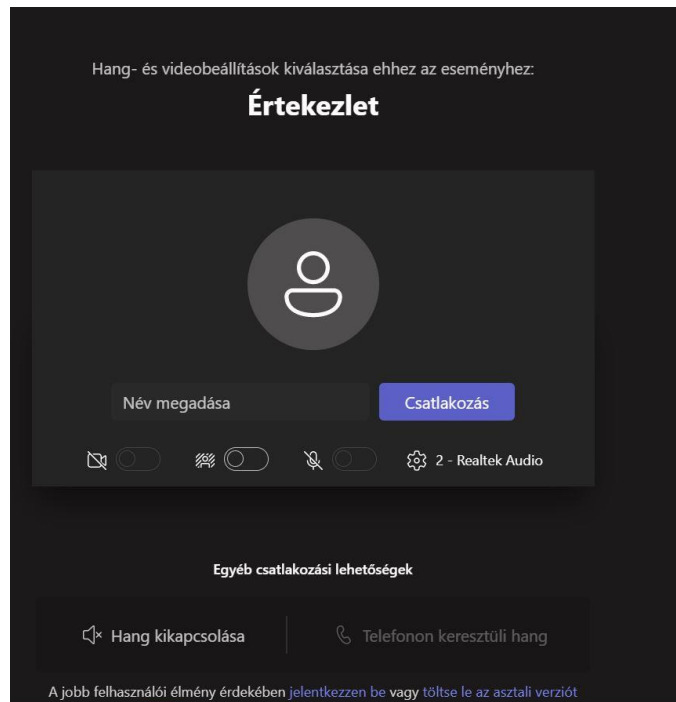 Hang- és videobeállítások kiválasztása ehhez az eseményhez:
Értekezlet
Név megadása
Csatlakozás
2 - Realtek Audio
Egyéb csatlakozási lehetőségek
Hang kikapcsolása
Telefonon keresztüli hang
A jobb felhasználói élmény érdekében jelentkezzen be vagy töltse le az asztali verziót